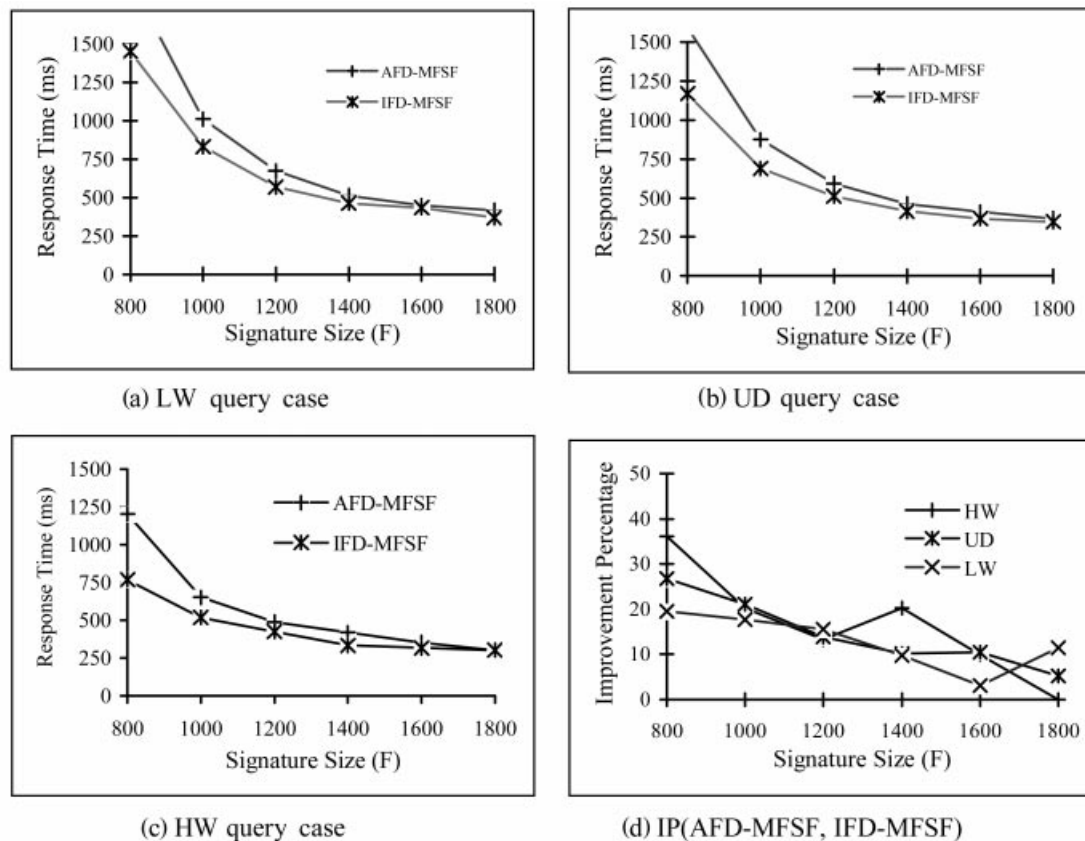 1500
1250
1000
750
500
250
0
Response Time (ms)
AFD-MFSF
IFD-MFSF
800 1000 1200 1400 1600 1800
Signature Size (F)
(a) LW query case
1500
1250
1000
750
500
250
0
Response Time (ms)
AFD-MFSF
IFD-MFSF
800 1000 1200 1400 1600 1800
Signature Size (F)
(b) UD query case
1500
1250
1000
750
500
250
0
Response Time (ms)
AFD-MFSF
IFD-MFSF
800 1000 1200 1400 1600 1800
Signature Size (F)
(c) HW query case
50
40
30
20
10
0
Improvement Percentage
HW
UD
LW
800 1000 1200 1400 1600 1800
Signature Size (F)
(d) IP(AFD-MFSF, IFD-MFSF)